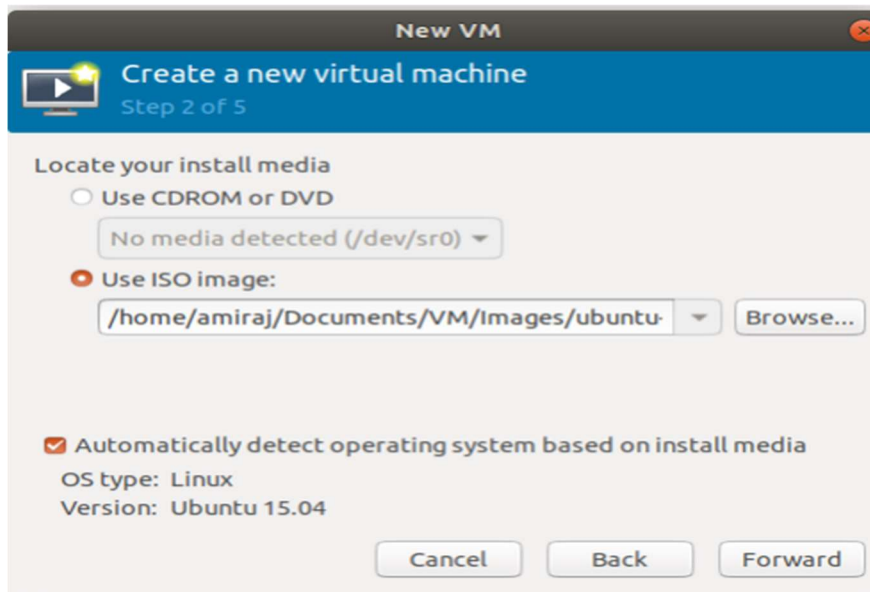 New VM
Create a new virtual machine
Step 2 of 5
Locate your install media
Use CDROM or DVD
No media detected (/dev/sr0)
Use ISO image:
/home/amiraj/Documents/VM/Images/ubuntu-
Browse...
Automatically detect operating system based on install media
OS type: Linux
Version: Ubuntu 15.04
Cancel
Back
Forward